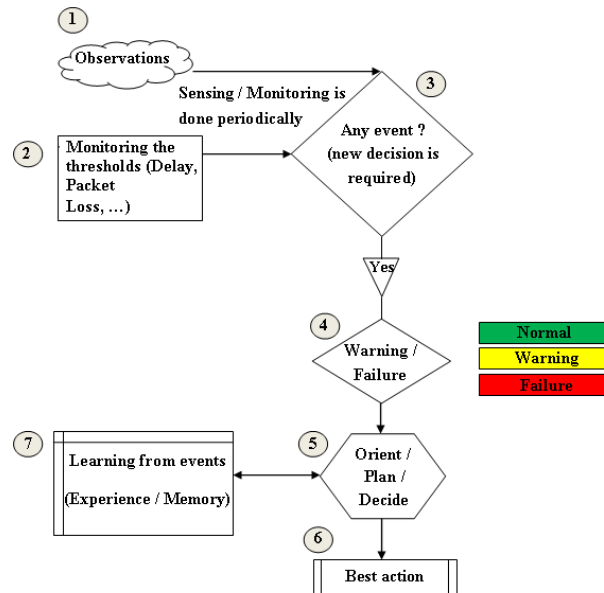 1
Observations
3
Sensing / Monitoring is
done periodically
Any event ?
(new decision is
required)
2
Monitoring the
thresholds (Delay,
Packet
Loss, ...)
Yes
4
Warning /
Failure
Normal
Warning
Failure
7
Learning from events
(Experience / Memory)
5
Orient /
Plan /
Decide
6
Best action